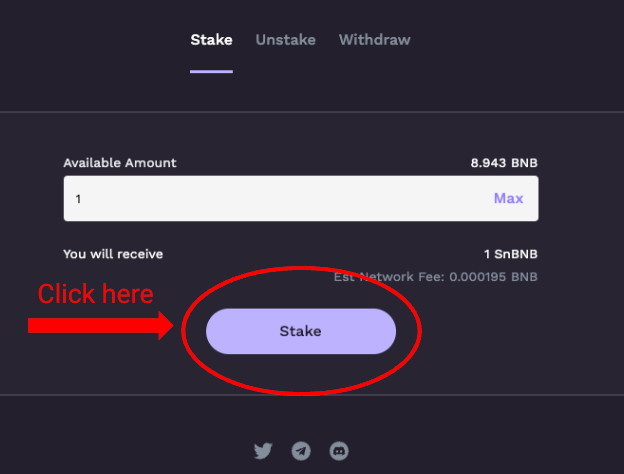 Stake Unstake Withdraw
Available Amount 8.943 BNB
1 Max
You will receive 1 SnBNB
Est Network Fee: 0.000195 BNB
Click here
Stake